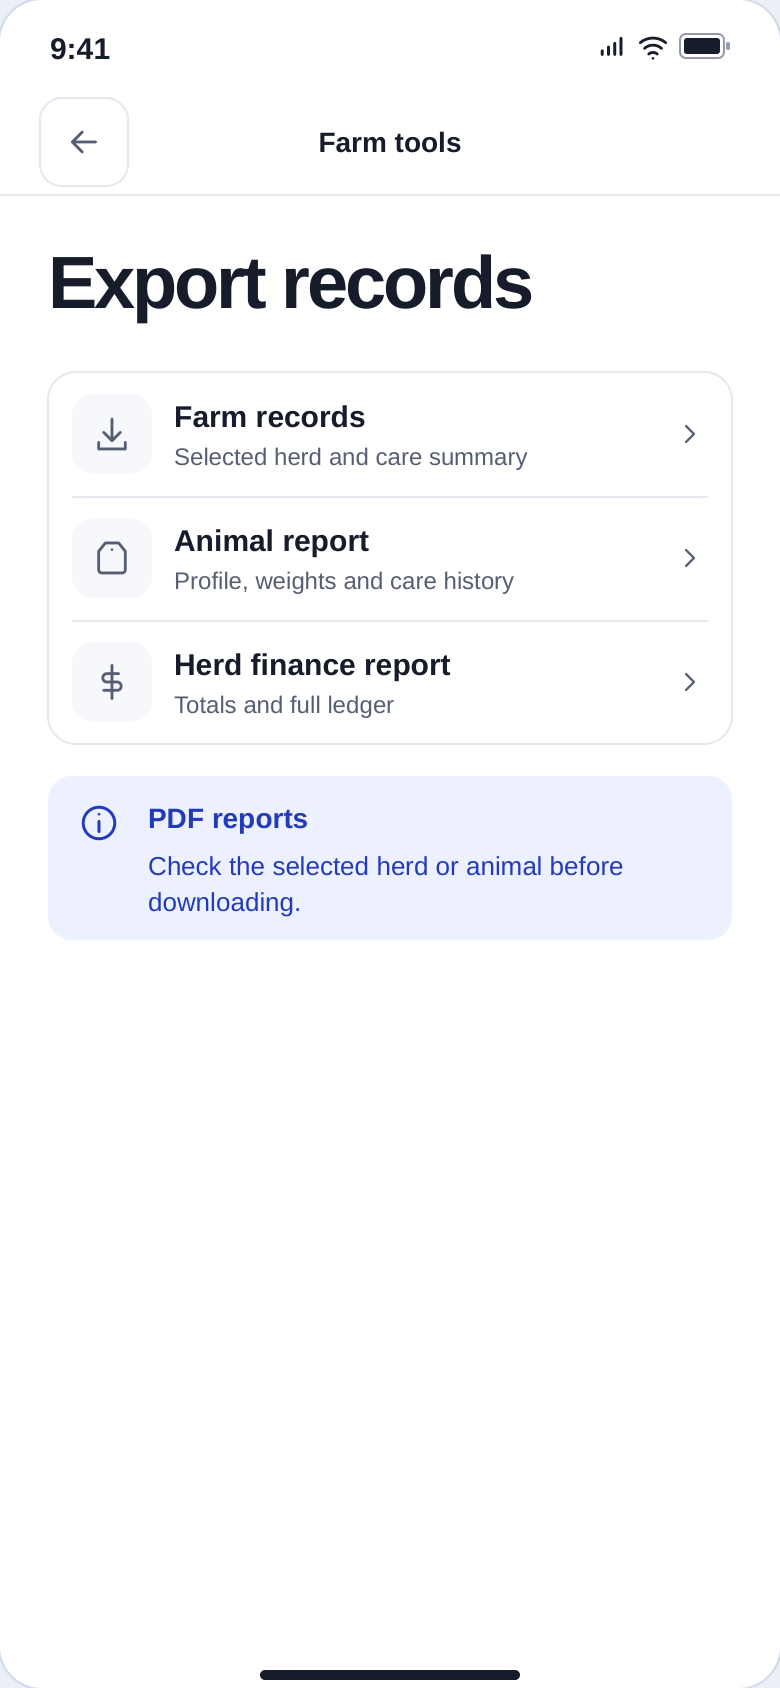 9:41
Farm tools
Export records
Farm records
Selected herd and care summary
Animal report
Profile, weights and care history
Herd finance report
Totals and full ledger
PDF reports
Check the selected herd or animal before
downloading.